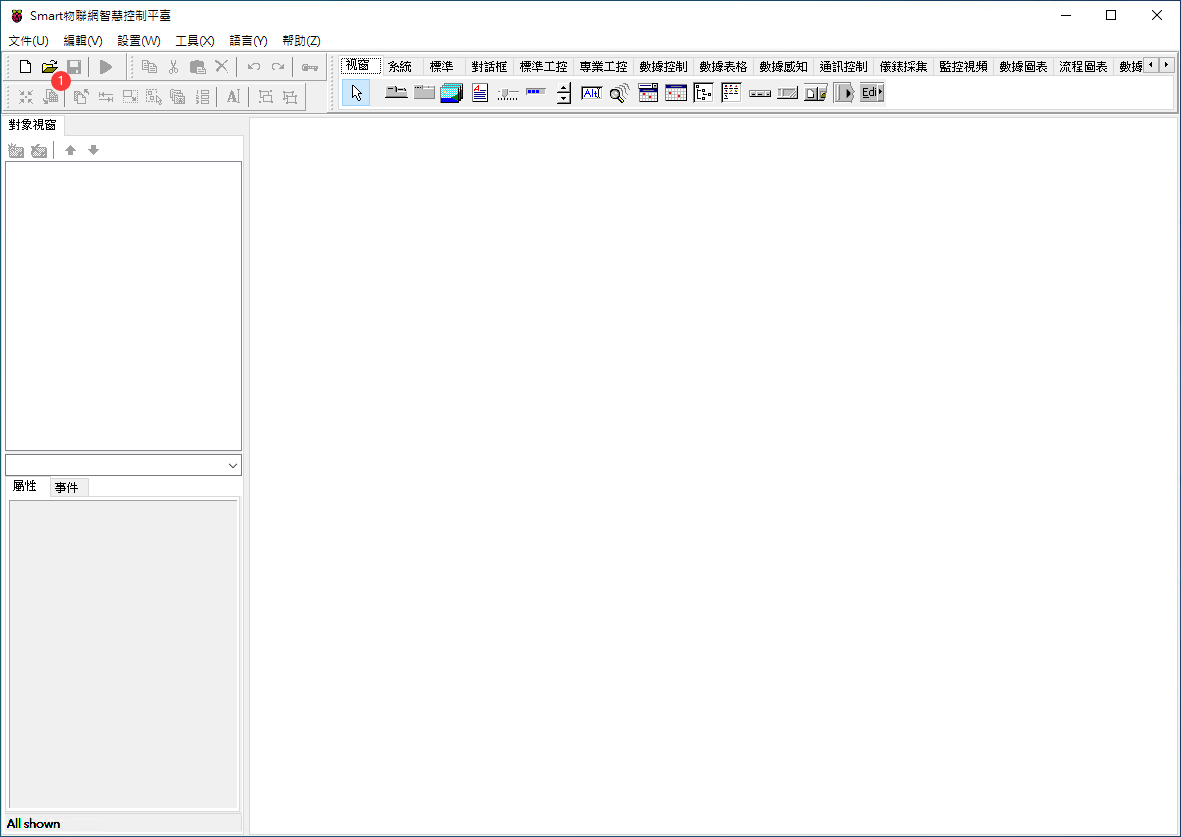 Smart物聯網智慧控制平臺
文件(U) 編輯(V) 設置(W) 工具(X) 語言(Y) 帮助(Z)
1
视窗 系統 標準 對話框 標準工控 專業工控 數據控制 數據表格 數據感知 通訊控制 儀錶採集 監控視頻 數據圖表 流程圖表 數據
AI
Alt
Edi
對象視窗
屬性 事件
All shown